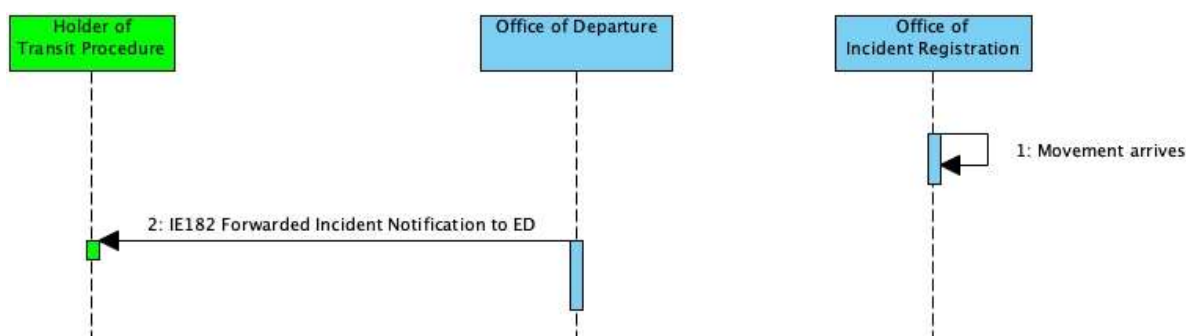 Holder of
Transit Procedure
Office of Departure
Office of
Incident Registration
1: Movement arrives
2: IE182 Forwarded Incident Notification to ED